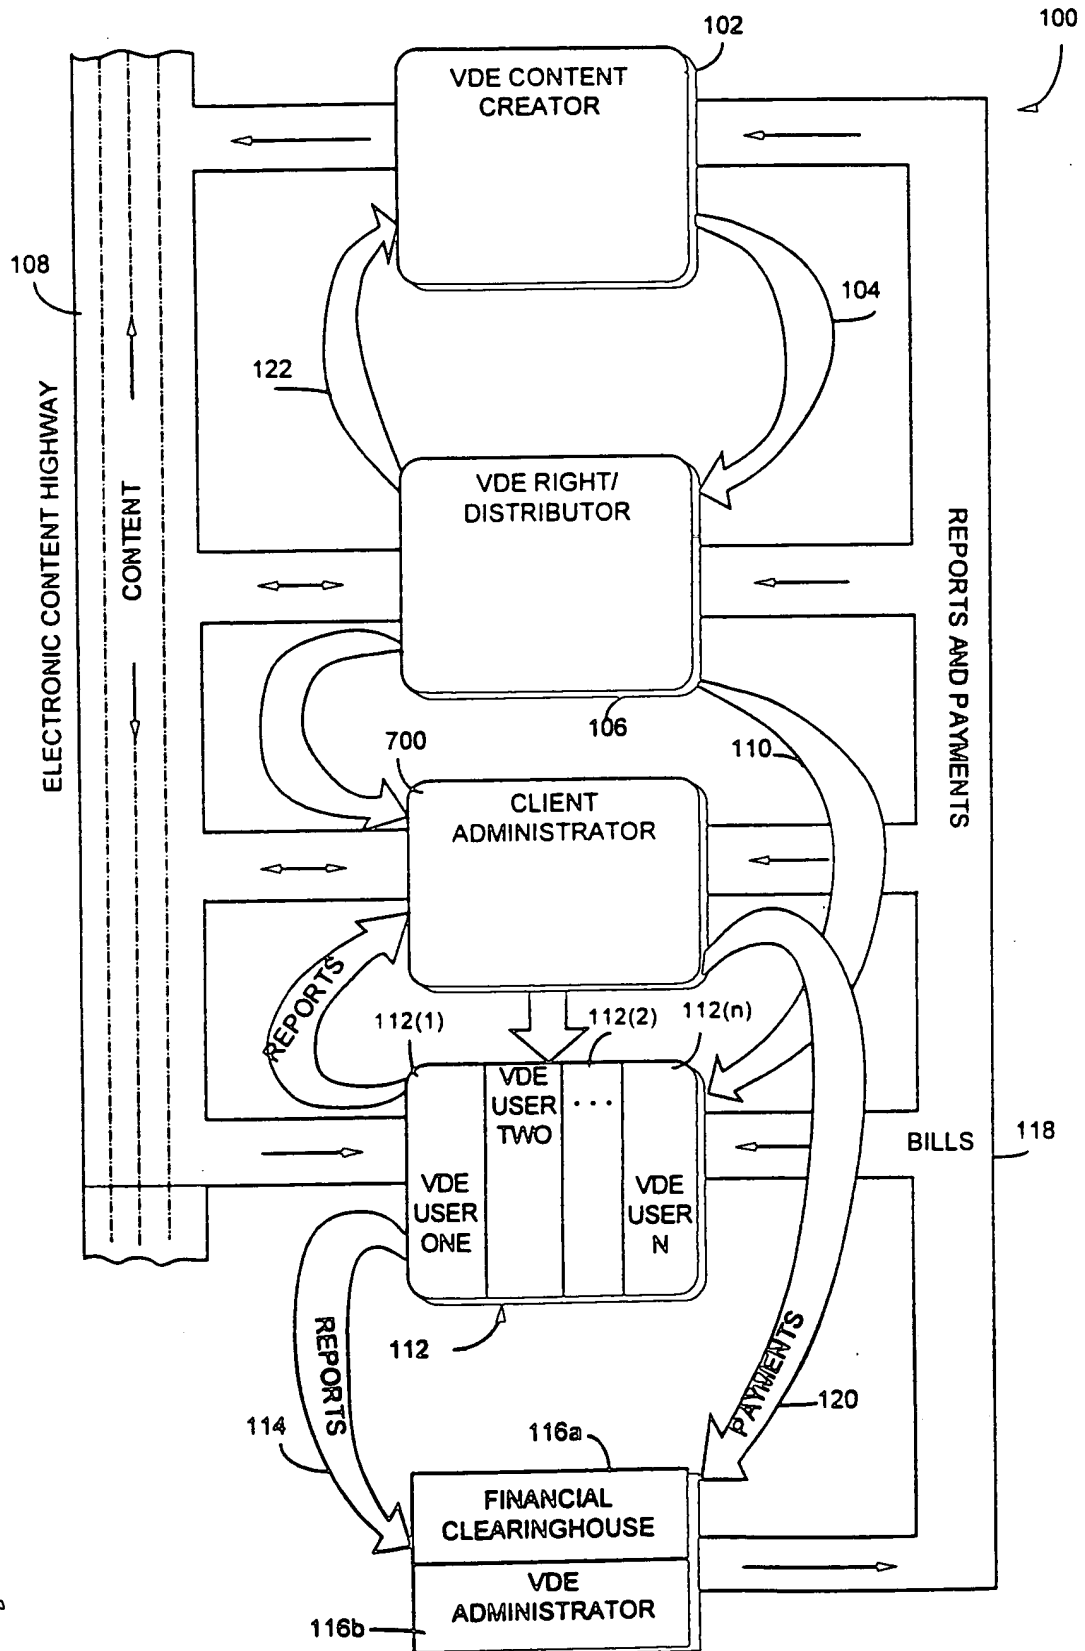 100
102
VDE CONTENT
CREATOR
108
104
122
ELECTRONIC CONTENT HIGHWAY
CONTENT
VDE RIGHT/
DISTRIBUTOR
REPORTS AND PAYMENTS
106
110
700
CLIENT
ADMINISTRATOR
REPORTS
112(1)
112(2)
112(n)
VDE
USER
TWO
...
VDE
USER
ONE
VDE
USER
N
BILLS
118
112
REPORTS
PAYMENTS
120
114
116a
FINANCIAL
CLEARINGHOUSE
VDE
ADMINISTRATOR
116b